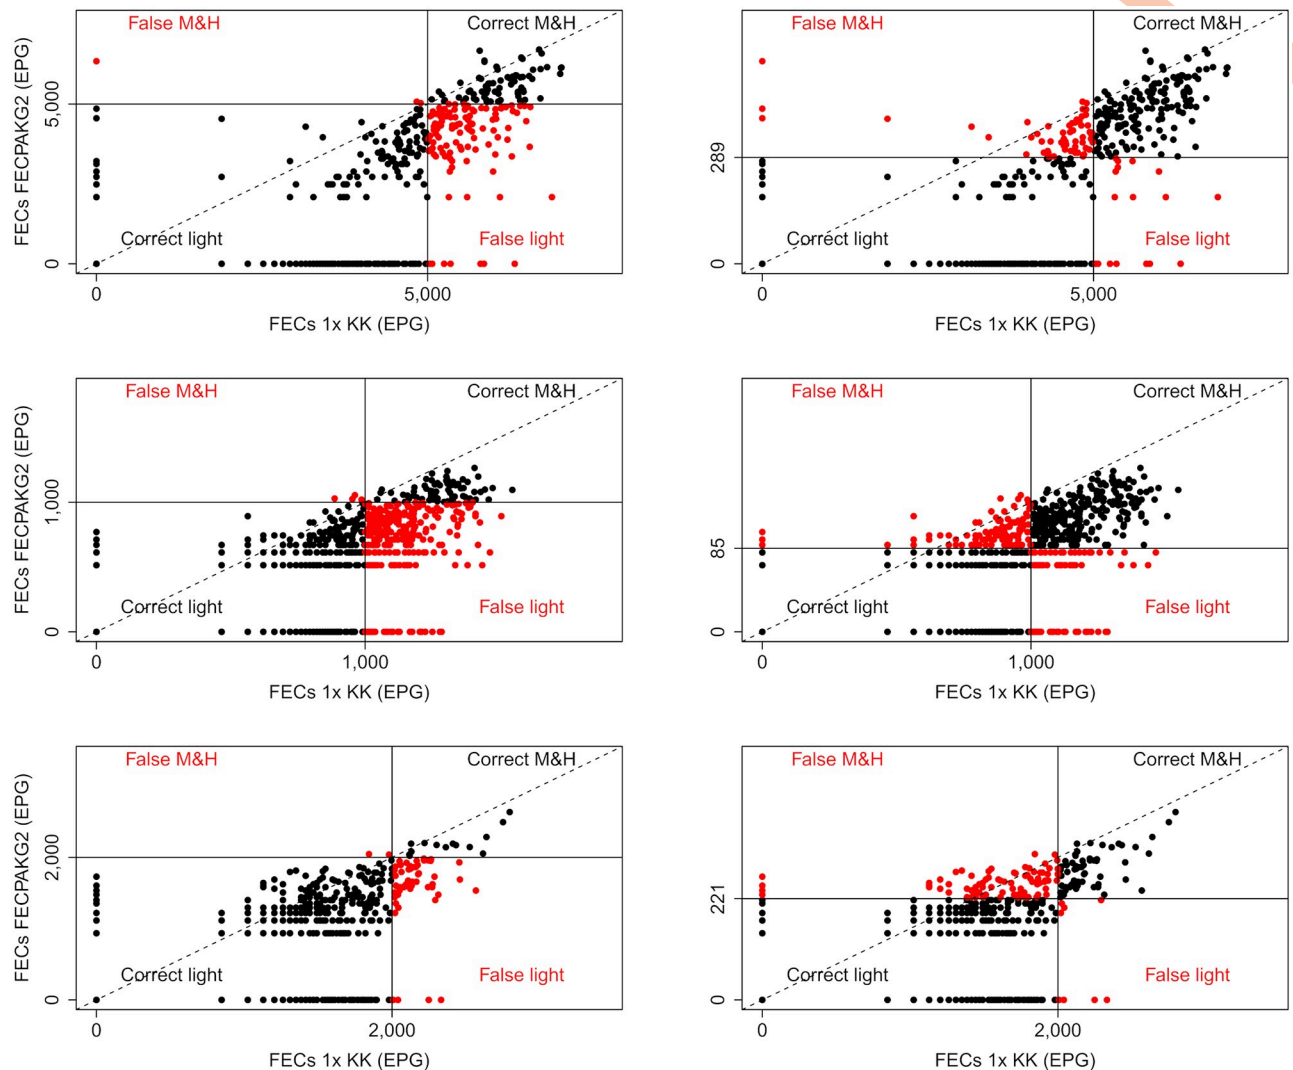 False M&H
Correct M&H
FECs FECPAKG2 (EPG)
5,000
0
Correct light
False light
0
5,000
FECs 1x KK (EPG)
False M&H
Correct M&H
289
0
Correct light
False light
0
5,000
FECs 1x KK (EPG)
False M&H
Correct M&H
FECs FECPAKG2 (EPG)
1,000
0
Correct light
False light
0
1,000
FECs 1x KK (EPG)
False M&H
Correct M&H
85
0
Correct light
False light
0
1,000
FECs 1x KK (EPG)
False M&H
Correct M&H
FECs FECPAKG2 (EPG)
2,000
0
Correct light
False light
0
2,000
FECs 1x KK (EPG)
False M&H
Correct M&H
221
0
Correct light
False light
0
2,000
FECs 1x KK (EPG)